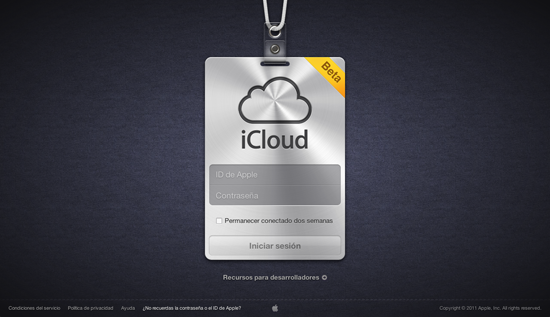 Beta
iCloud
ID de Apple
Contraseña
Permanecer conectado dos semanas
Iniciar sesión
Recursos para desarrolladores
Condiciones del servicio Política de privacidad Ayuda ¿No recuerdas la contraseña o el ID de Apple? Copyright © 2011 Apple, Inc. All rights reserved.